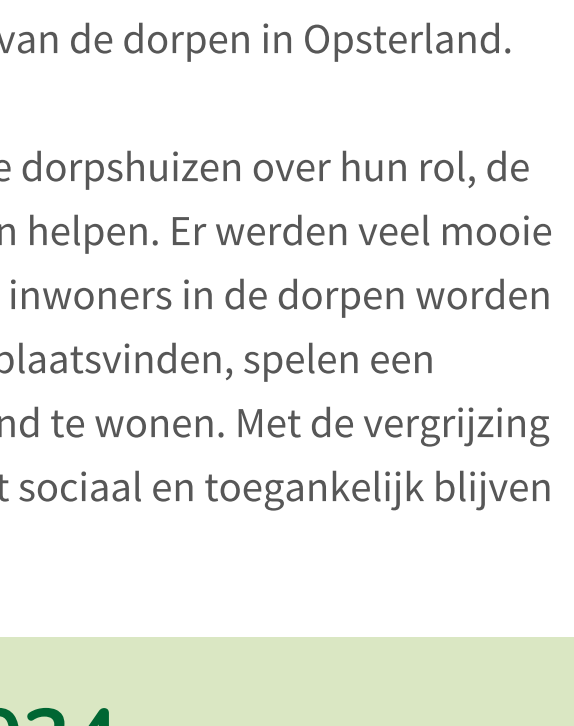 van de dorpen in Opsterland.
dorpshuizen over hun rol, de
helpen. Er werden veel mooie
inwoners in de dorpen worden
plaatsvinden, spelen een
te wonen. Met de vergrijzing
sociaal en toegankelijk blijven